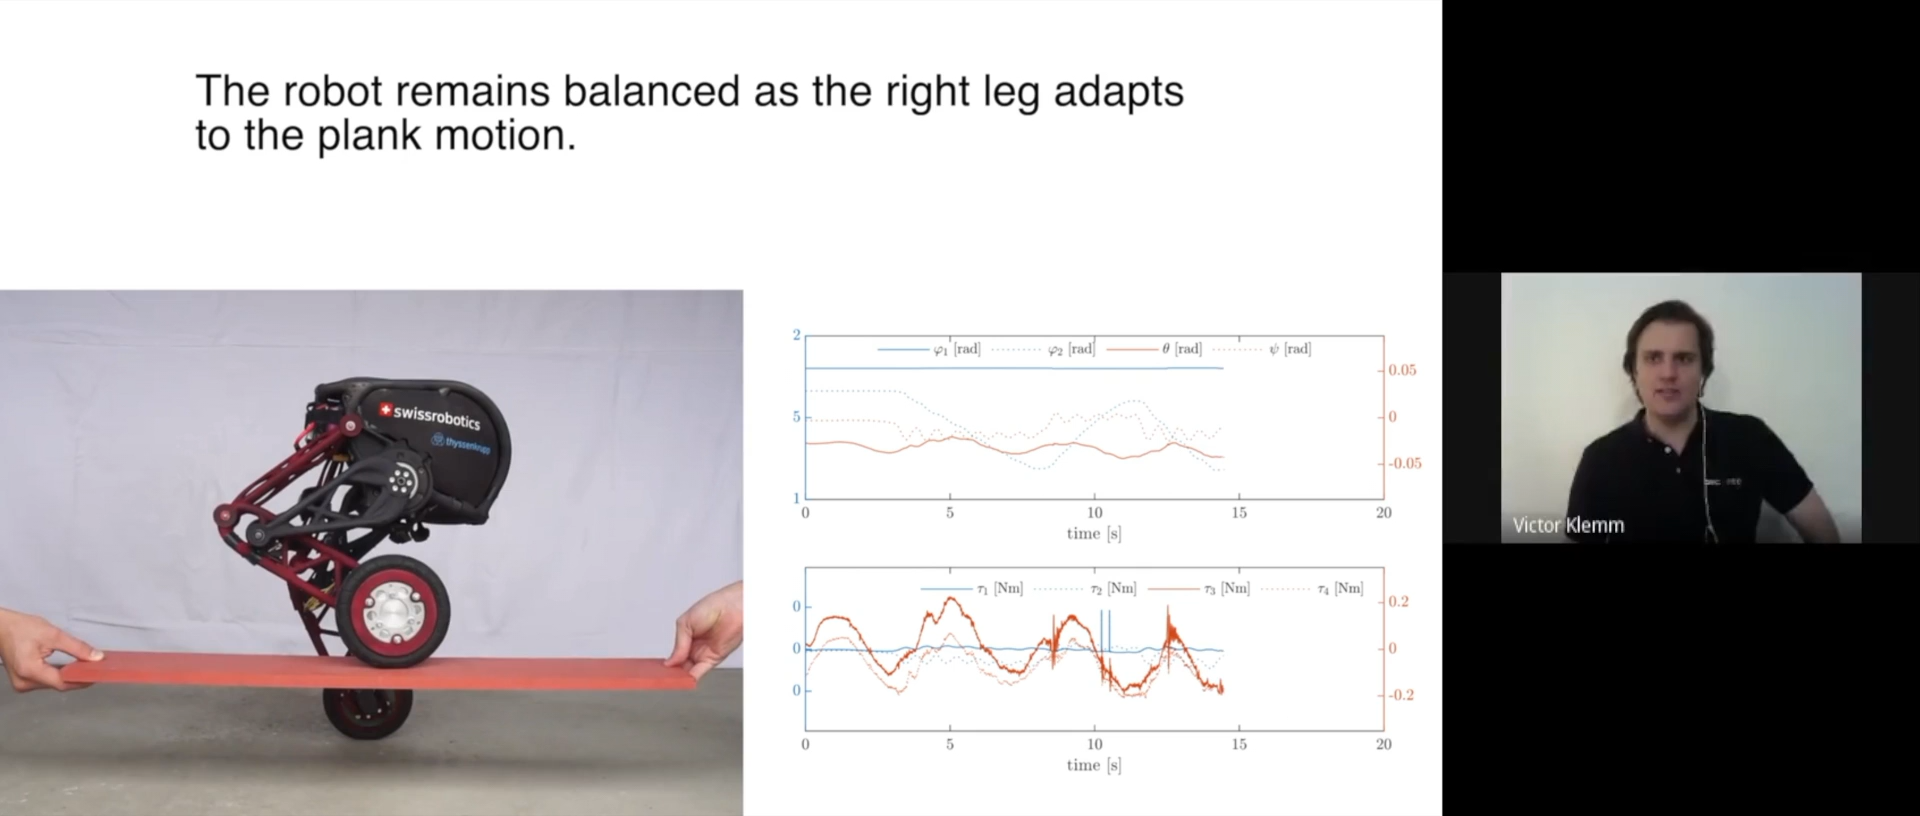 The robot remains balanced as the right leg adapts
to the plank motion.
swissrobotics
thyssenkrupp
2
5
1
φ₁ [rad]
φ₂ [rad]
θ [rad]
ψ [rad]
0.05
0
-0.05
0
5
10
15
20
time [s]
0
0
0
τ₁ [Nm]
τ₂ [Nm]
τ₃ [Nm]
τ₄ [Nm]
0.2
0
-0.2
0
5
10
15
20
time [s]
Victor Klemm